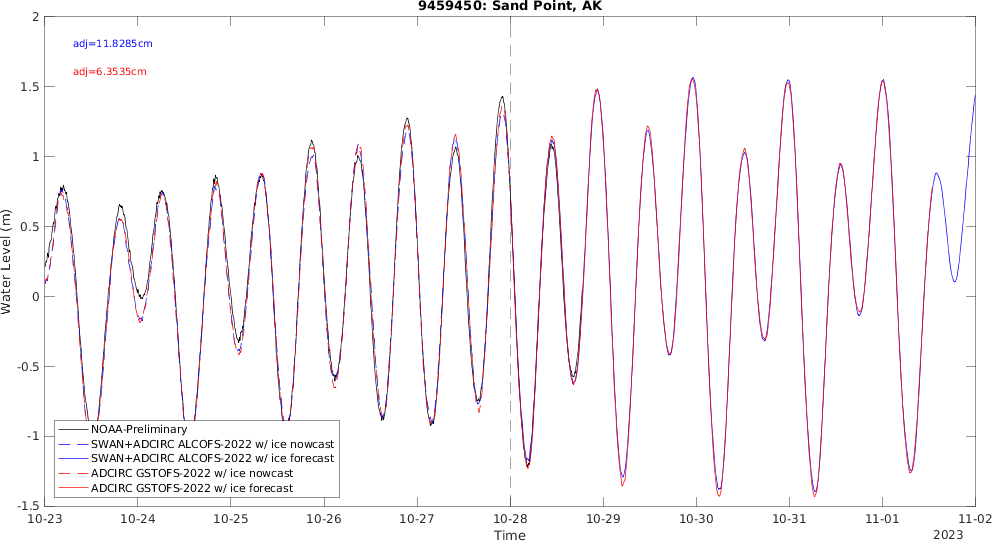 9459450: Sand Point, AK
adj=11.8285cm
adj=6.3535cm
Water Level (m)
2
1.5
1
0.5
0
-0.5
-1
-1.5
NOAA-Preliminary
SWAN+ADCIRC ALCOFS-2022 w/ ice nowcast
SWAN+ADCIRC ALCOFS-2022 w/ ice forecast
ADCIRC GSTOFS-2022 w/ ice nowcast
ADCIRC GSTOFS-2022 w/ ice forecast
10-23 10-24 10-25 10-26 10-27 10-28 10-29 10-30 10-31 11-01 11-02
Time
2023